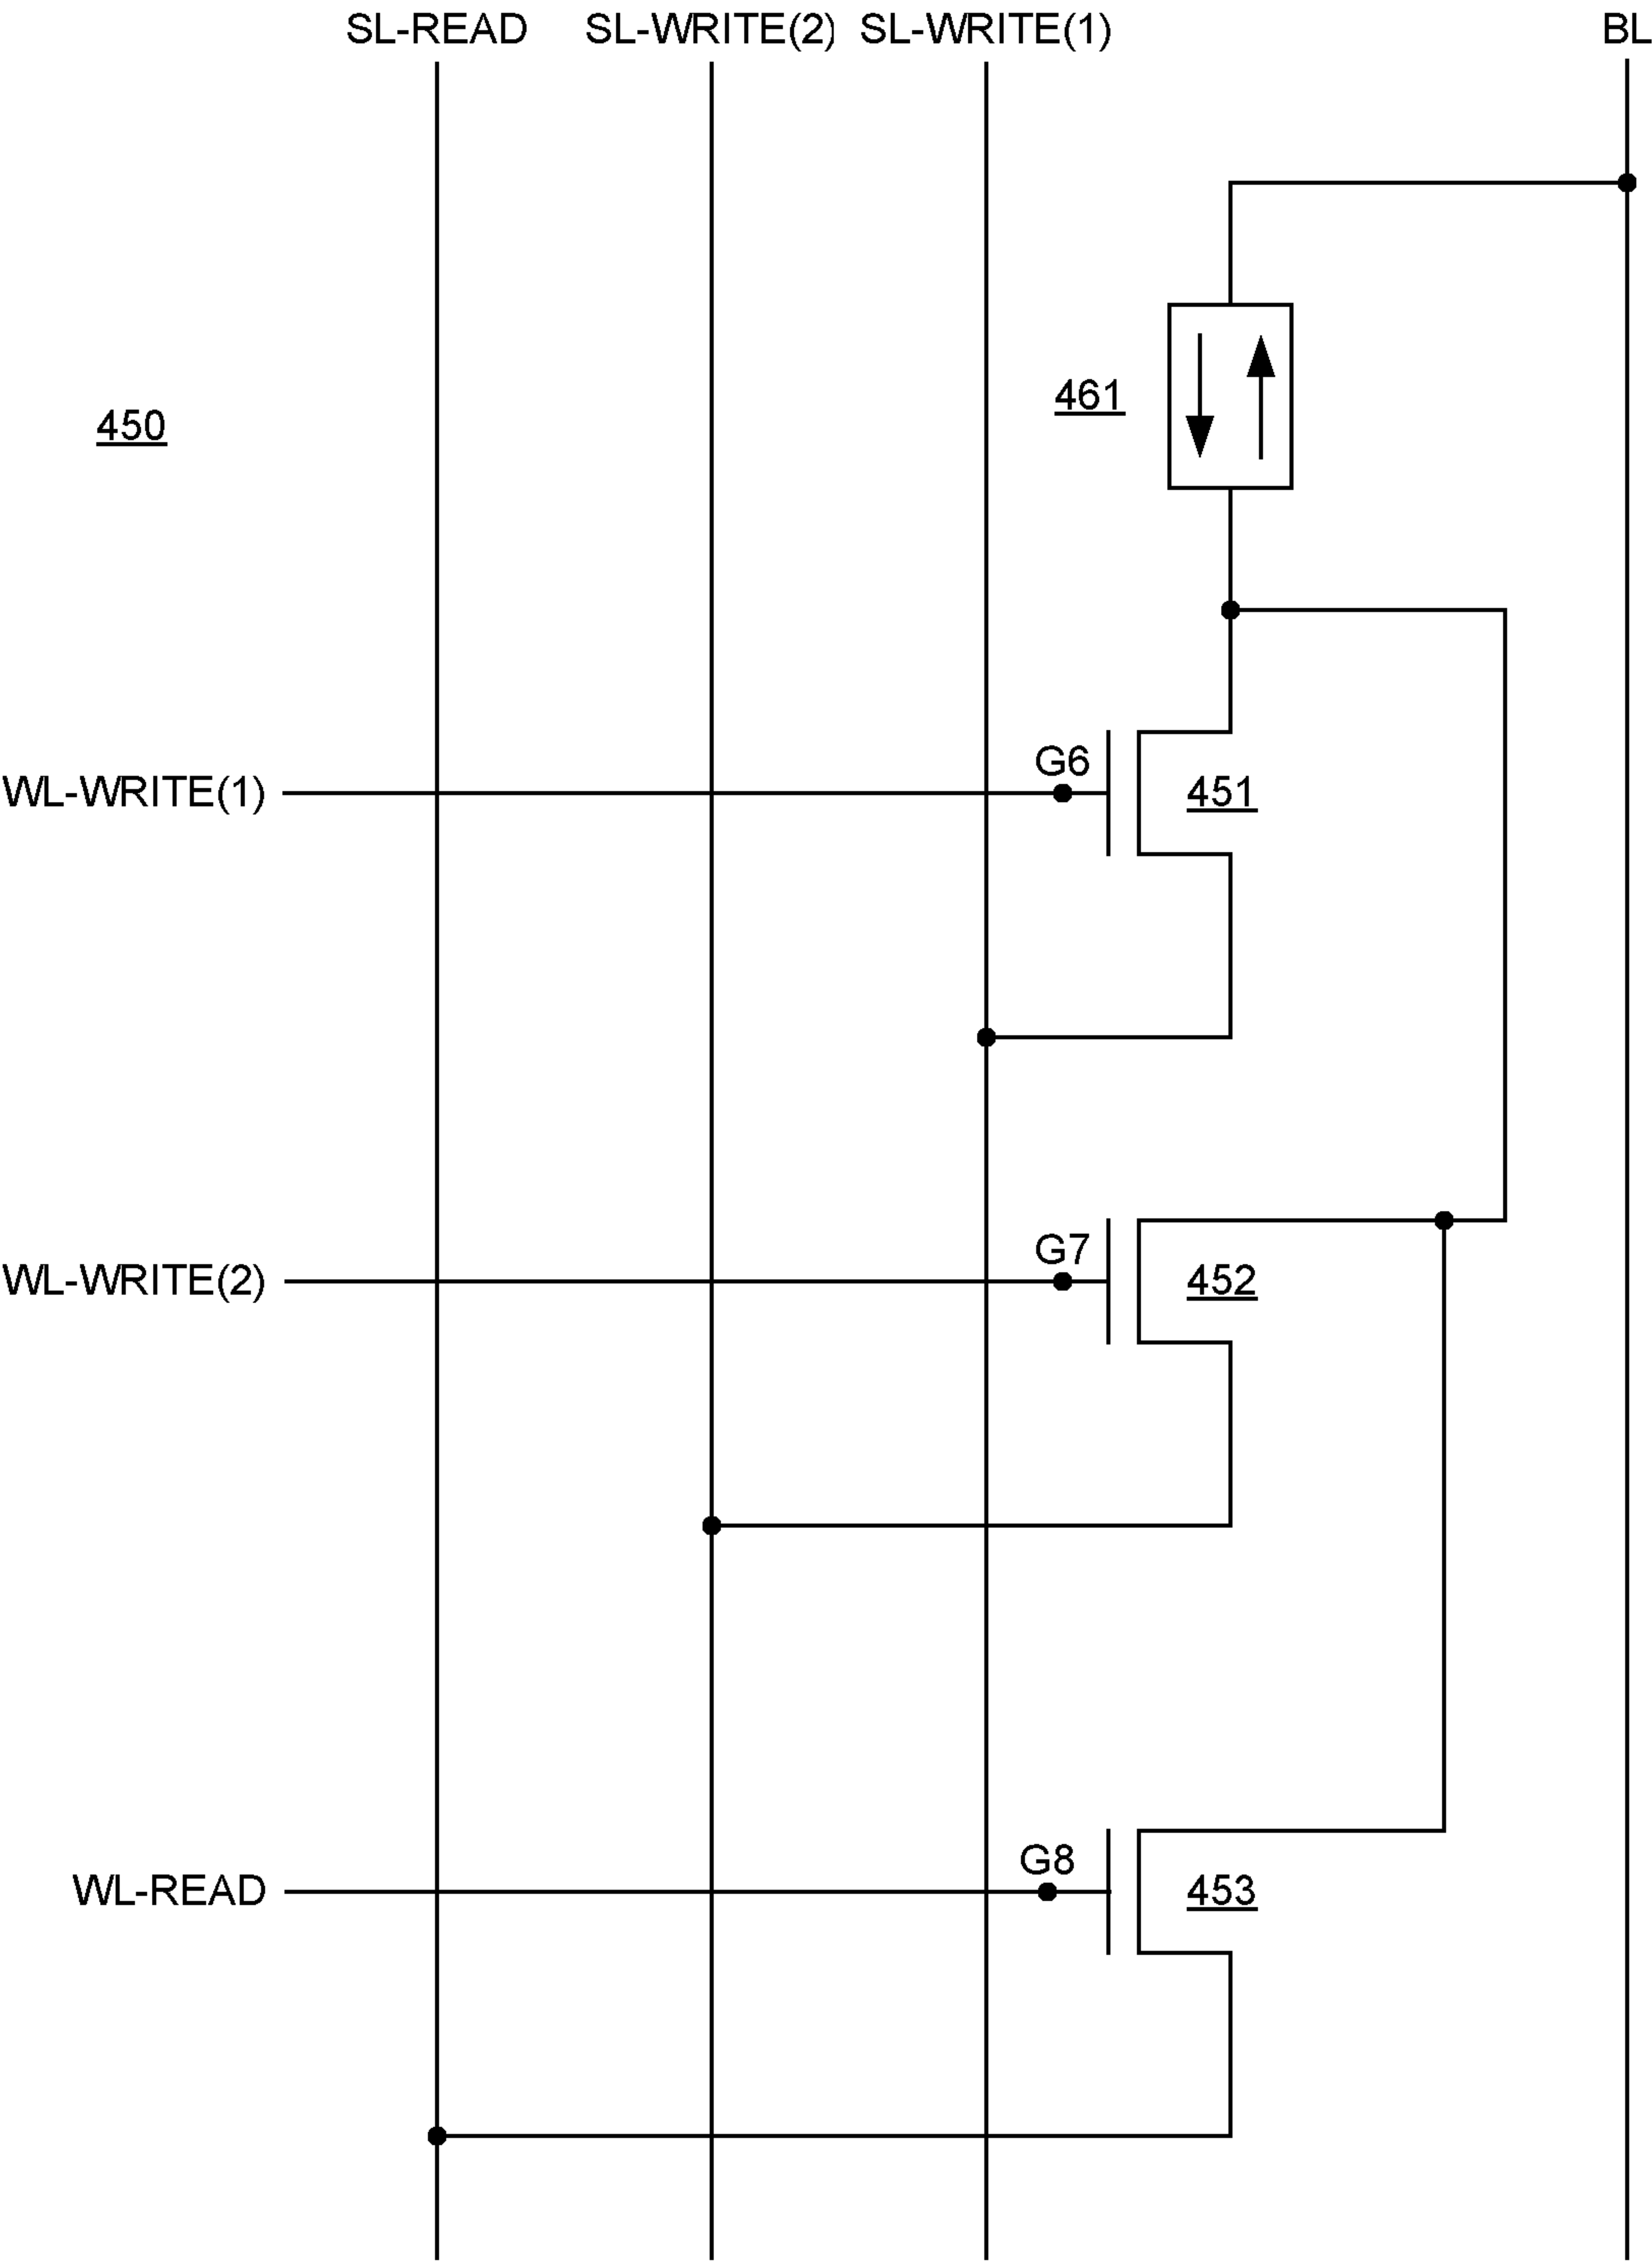 SL-READ SL-WRITE(2) SL-WRITE(1) BL
461
450
G6
WL-WRITE(1) 451
G7
WL-WRITE(2) 452
G8
WL-READ 453